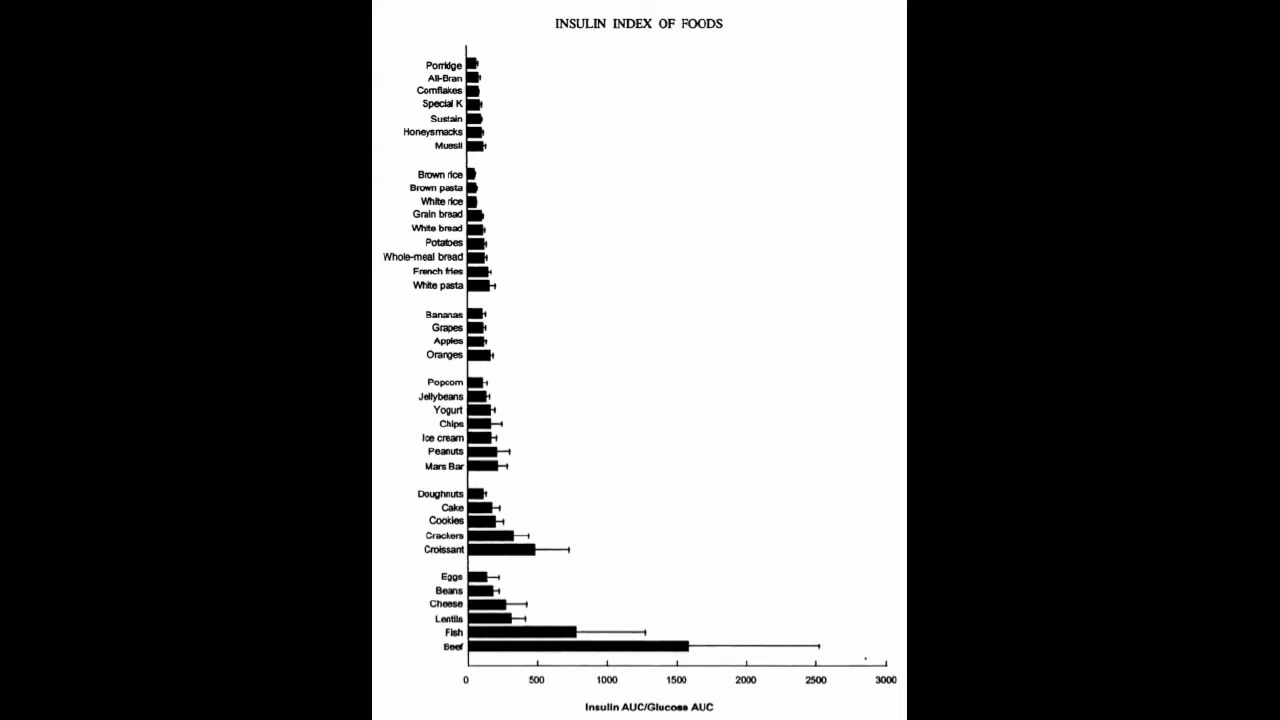 INSULIN INDEX OF FOODS
Porridge
All-Bran
Cornflakes
Special K
Sustain
Honeysmacks
Muesli
Brown rice
Brown pasta
White rice
Grain bread
White bread
Potatoes
Whole-meal bread
French fries
White pasta
Bananas
Grapes
Apples
Oranges
Popcorn
Jellybeans
Yogurt
Chips
Ice cream
Peanuts
Mars Bar
Doughnuts
Cake
Cookies
Crackers
Croissant
Eggs
Beans
Cheese
Lentils
Fish
Beef
0 500 1000 1500 2000 2500 3000
Insulin AUC/Glucose AUC